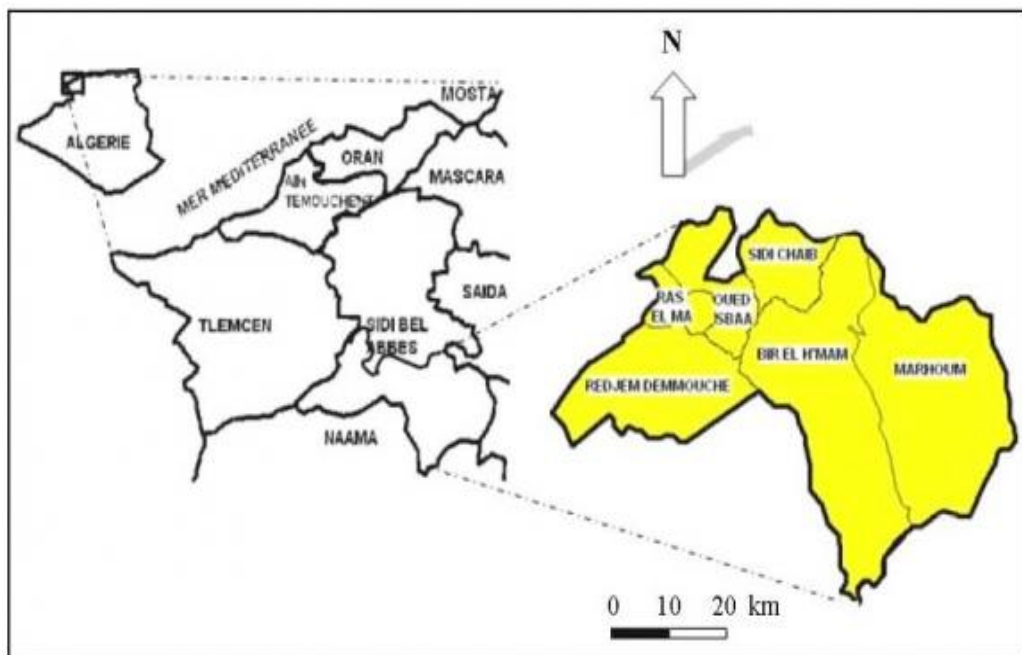 N
MOSTA
ALGERIE
MER MEDITERRANEE
ORAN
AIN
TEMOUCHENT
MASCARA
SIDI CHAIB
SAIDA
RAS
EL MA
OUED
SBAA
TLEMCEN
SIDI BEL
ABBES
BIR EL H'MAM
MARHOUM
REDJEM DEMMOUCHE
NAAMA
0 10 20 km